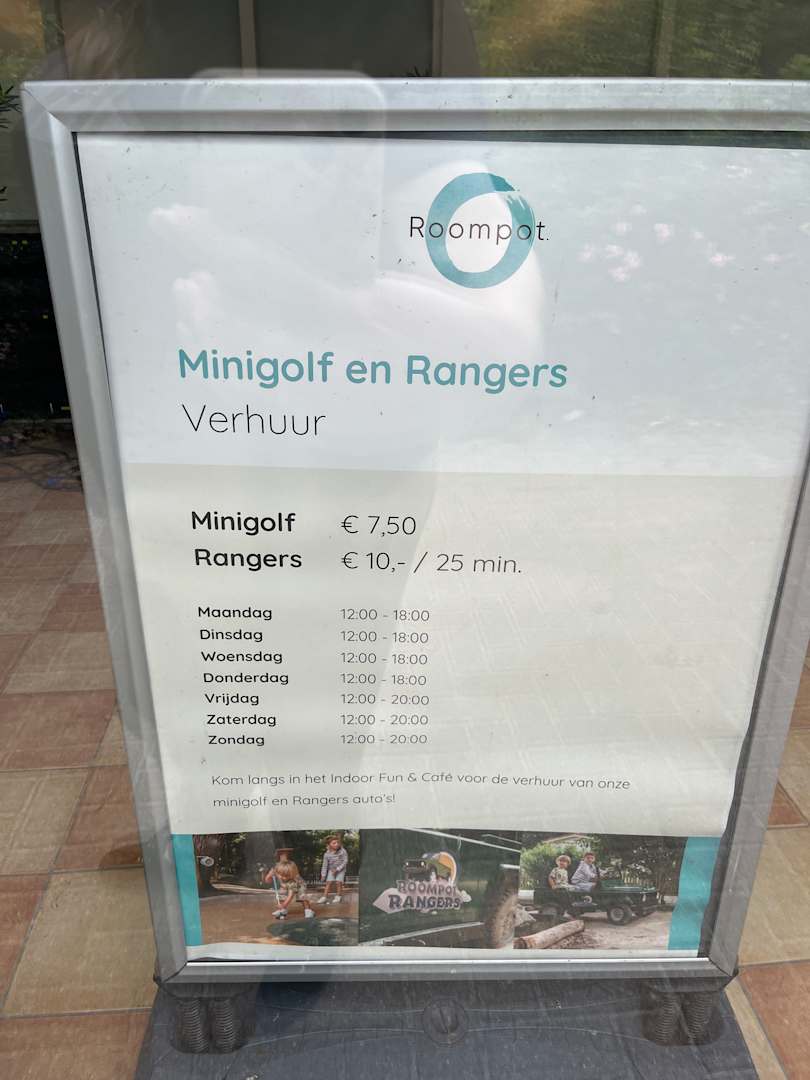 Roompot.
Minigolf en Rangers
Verhuur
Minigolf € 7,50
Rangers € 10,- / 25 min.
Maandag 12:00 - 18:00
Dinsdag 12:00 - 18:00
Woensdag 12:00 - 18:00
Donderdag 12:00 - 18:00
Vrijdag 12:00 - 20:00
Zaterdag 12:00 - 20:00
Zondag 12:00 - 20:00
Kom langs in het Indoor Fun & Café voor de verhuur van onze
minigolf en Rangers auto's!
ROOMPOT
RANGERS